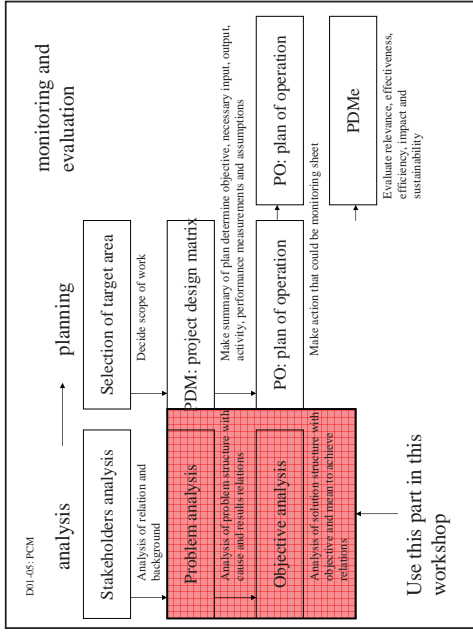 D01-05: PCM
analysis
planning
monitoring and
evaluation
Stakeholders analysis
Analysis of relation and
background
Problem analysis
Analysis of problem structure with
cause and results relations
Objective analysis
Analysis of solution structure with
objective and mean to achieve
relations
Use this part in this
workshop
Selection of target area
Decide scope of work
PDM: project design matrix
Make summary of plan determine objective, necessary input, output,
activity, performance measurements and assumptions
PO: plan of operation
Make action that could be monitoring sheet
PO: plan of operation
PDMe
Evaluate relevance, effectiveness,
efficiency, impact and
sustainability